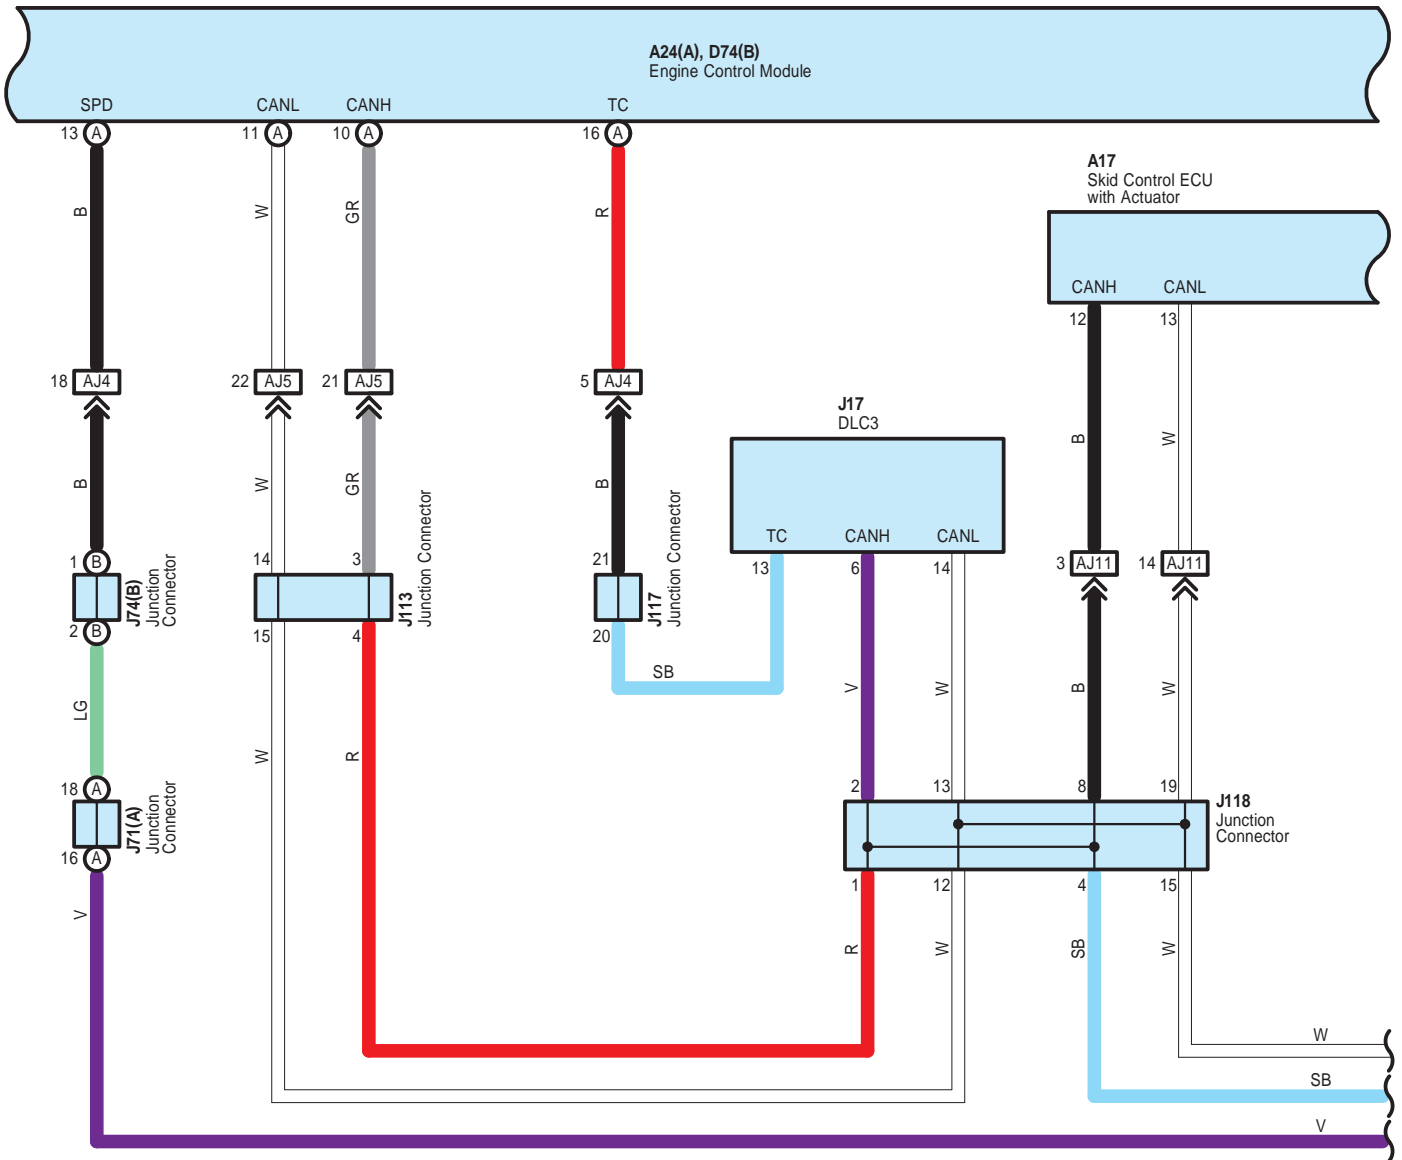 A24(A), D74(B)
Engine Control Module
SPD CANL CANH TC
13 A 11 A 10 A 16 A
A17
Skid Control ECU
with Actuator
B W GR R
CANH CANL
12 13
18 AJ4 22 AJ5 21 AJ5 5 AJ4
J17
DLC3
B W
B W GR B
TC CANH CANL
1 B 14 3 21 13 6 14 3 AJ11 14 AJ11
J74(B)
Junction
Connector
J113
Junction Connector
J117
Junction Connector
2 B 15 4 20
SB
LG V W B W
W R
18 A 2 13 8 19
J71(A)
Junction
Connector
J118
Junction
Connector
16 A 1 12 4 15
V R W SB W
W
SB
V